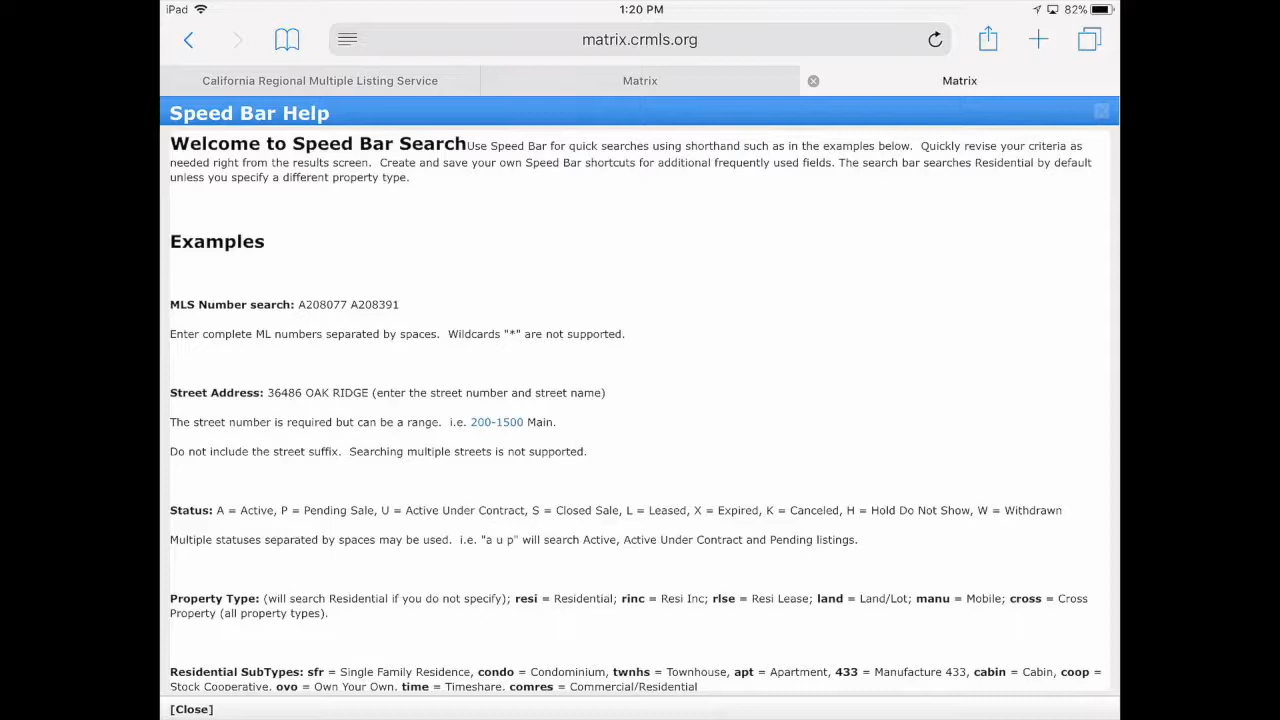 iPad 1:20 PM 82%
matrix.crmls.org
California Regional Multiple Listing Service Matrix Matrix
Speed Bar Help
Welcome to Speed Bar SearchUse Speed Bar for quick searches using shorthand such as in the examples below. Quickly revise your criteria as
needed right from the results screen. Create and save your own Speed Bar shortcuts for additional frequently used fields. The search bar searches Residential by default
unless you specify a different property type.
Examples
MLS Number search: A208077 A208391
Enter complete ML numbers separated by spaces. Wildcards "*" are not supported.
Street Address: 36486 OAK RIDGE (enter the street number and street name)
The street number is required but can be a range. i.e. 200-1500 Main.
Do not include the street suffix. Searching multiple streets is not supported.
Status: A = Active, P = Pending Sale, U = Active Under Contract, S = Closed Sale, L = Leased, X = Expired, K = Canceled, H = Hold Do Not Show, W = Withdrawn
Multiple statuses separated by spaces may be used. i.e. "a u p" will search Active, Active Under Contract and Pending listings.
Property Type: (will search Residential if you do not specify); resi = Residential; rinc = Resi Inc; rlse = Resi Lease; land = Land/Lot; manu = Mobile; cross = Cross
Property (all property types).
Residential SubTypes: sfr = Single Family Residence, condo = Condominium, twnhs = Townhouse, apt = Apartment, 433 = Manufacture 433, cabin = Cabin, coop =
Stock Cooperative, ovo = Own Your Own, time = Timeshare, comres = Commercial/Residential
[Close]